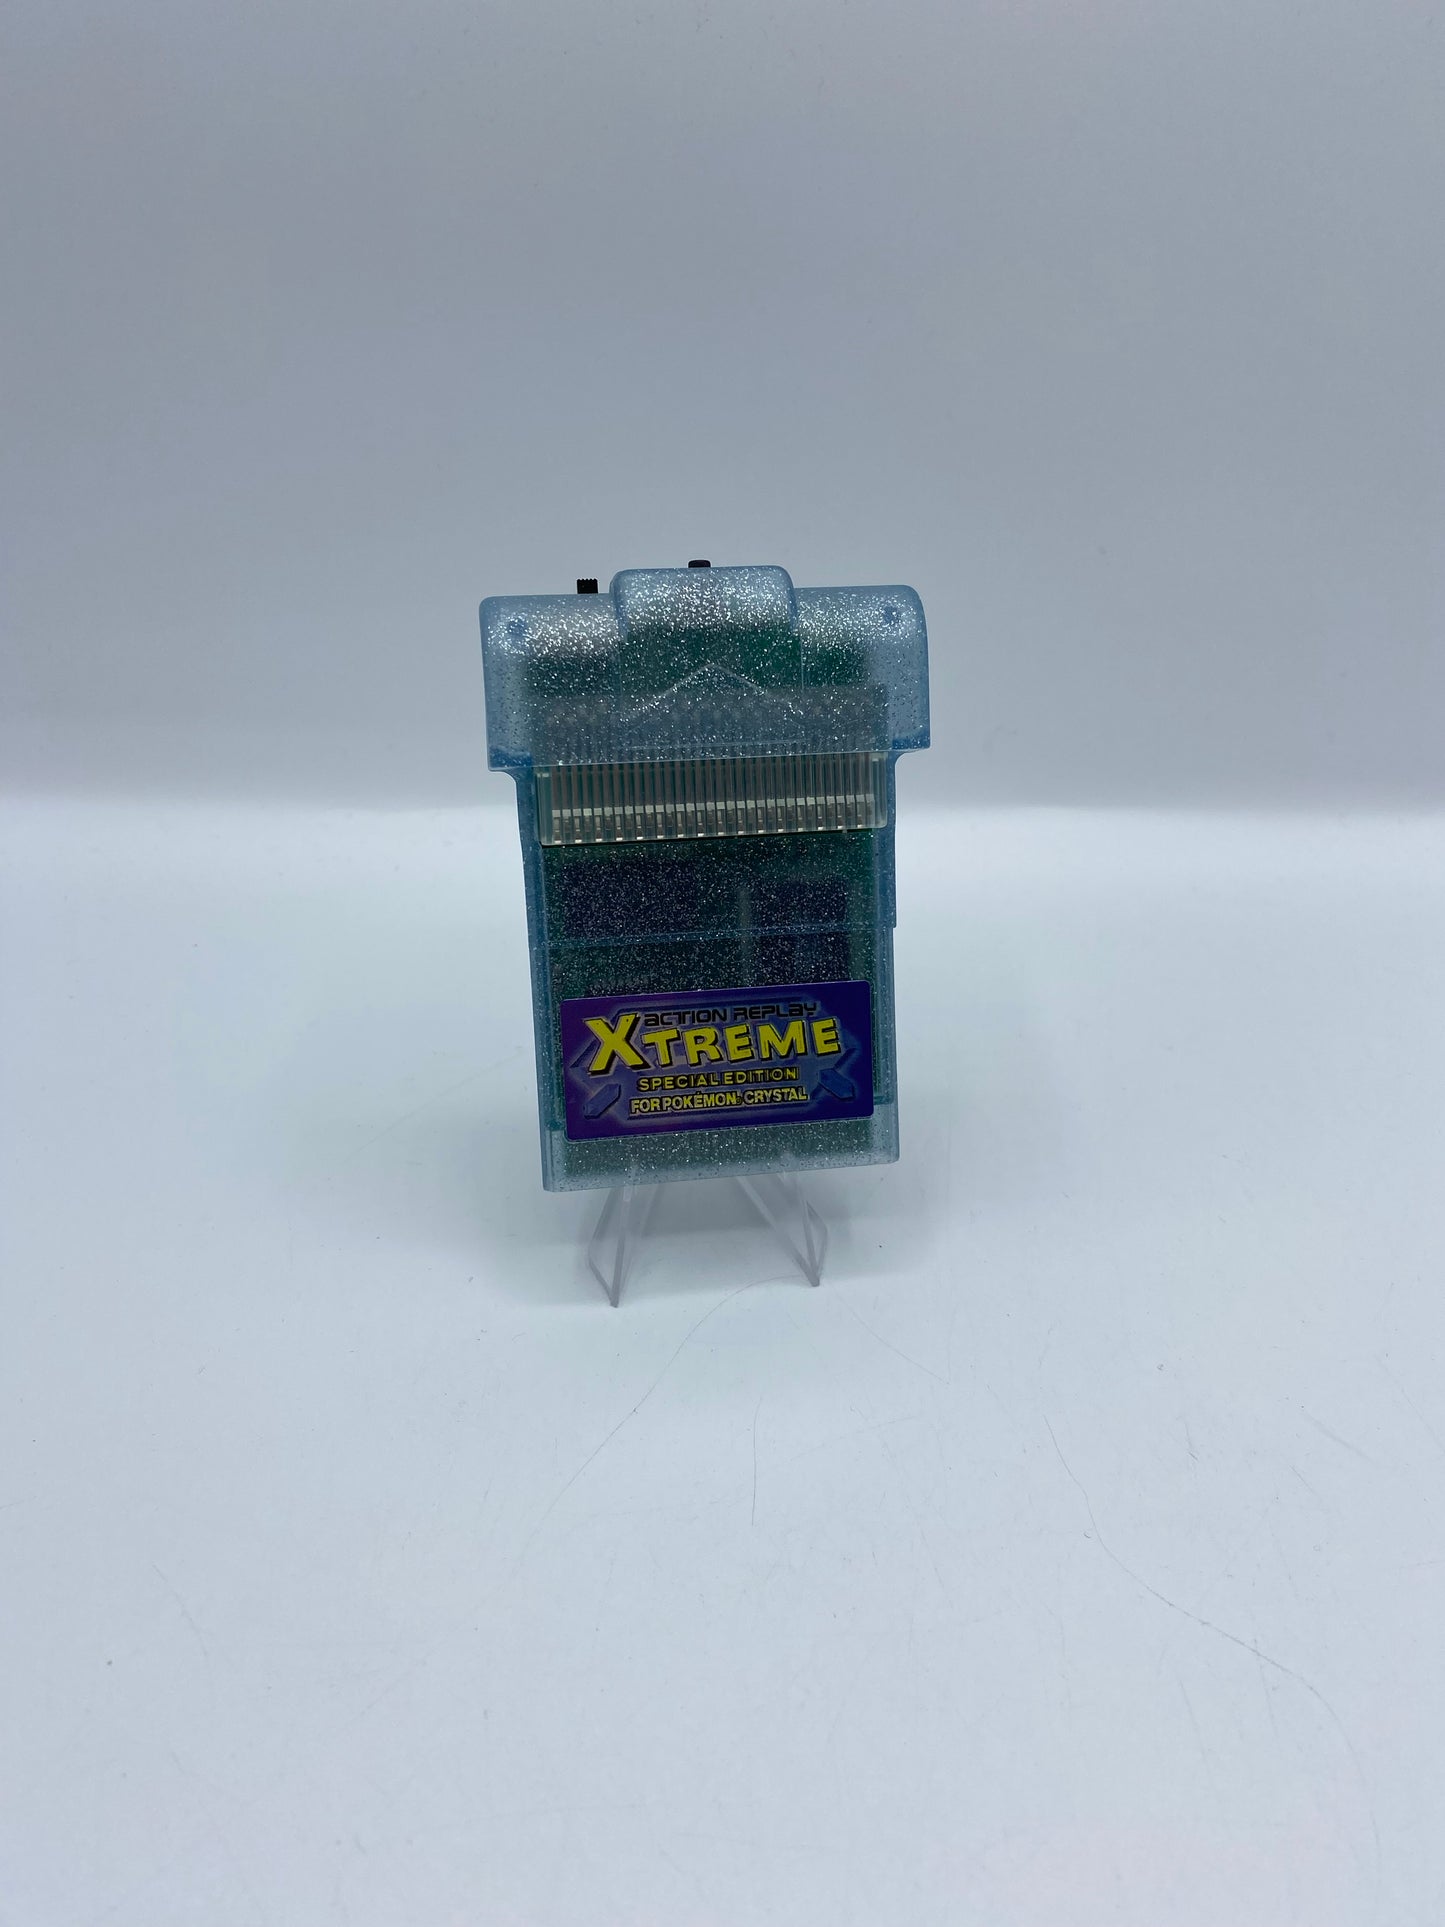 ACTION REPLAY
XTREME
SPECIAL EDITION
FOR POKÉMON CRYSTAL